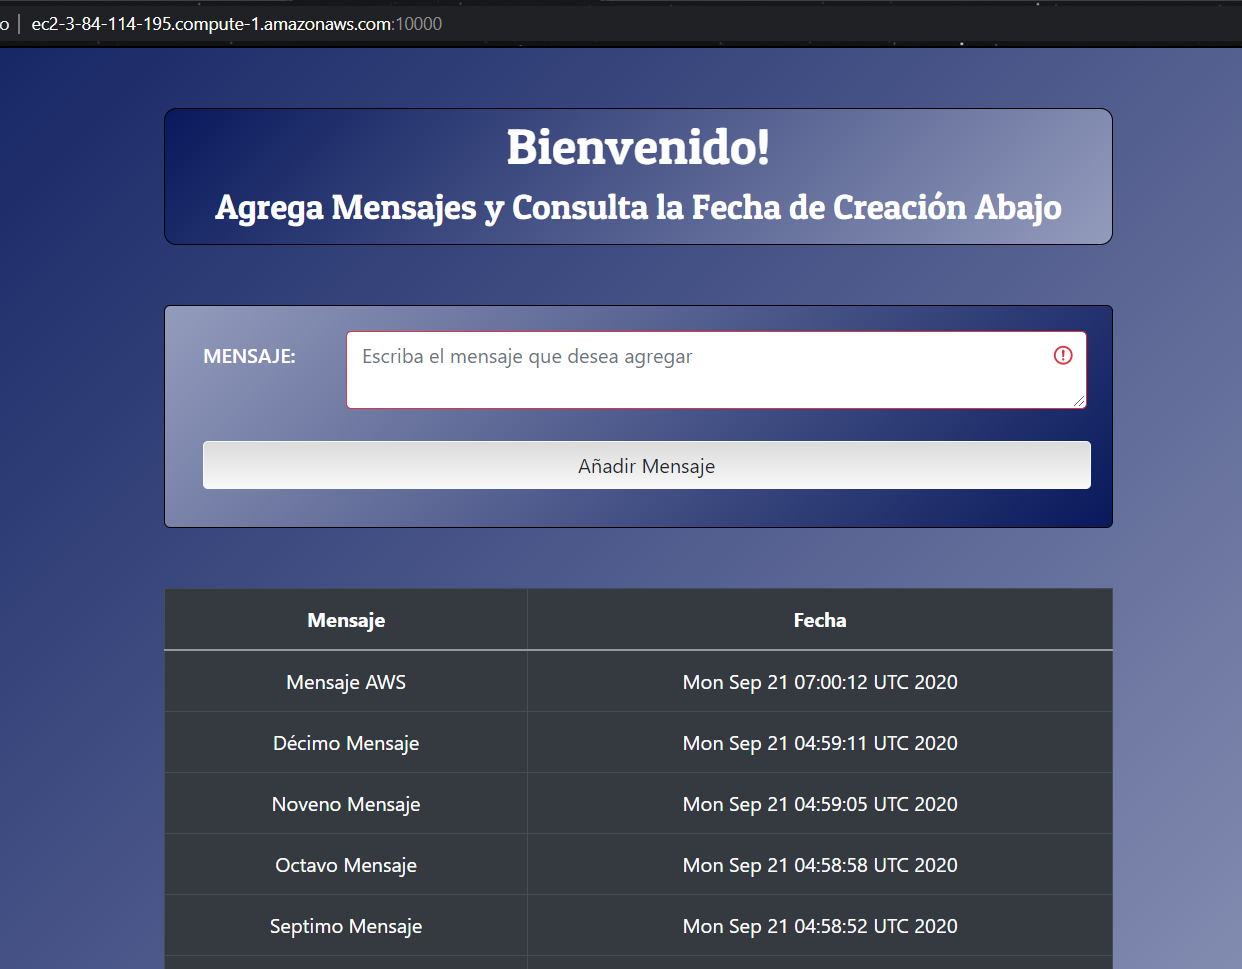 o | ec2-3-84-114-195.compute-1.amazonaws.com:10000
Bienvenido!
Agrega Mensajes y Consulta la Fecha de Creación Abajo
MENSAJE: Escriba el mensaje que desea agregar
Añadir Mensaje
Mensaje Fecha
Mensaje AWS Mon Sep 21 07:00:12 UTC 2020
Décimo Mensaje Mon Sep 21 04:59:11 UTC 2020
Noveno Mensaje Mon Sep 21 04:59:05 UTC 2020
Octavo Mensaje Mon Sep 21 04:58:58 UTC 2020
Septimo Mensaje Mon Sep 21 04:58:52 UTC 2020